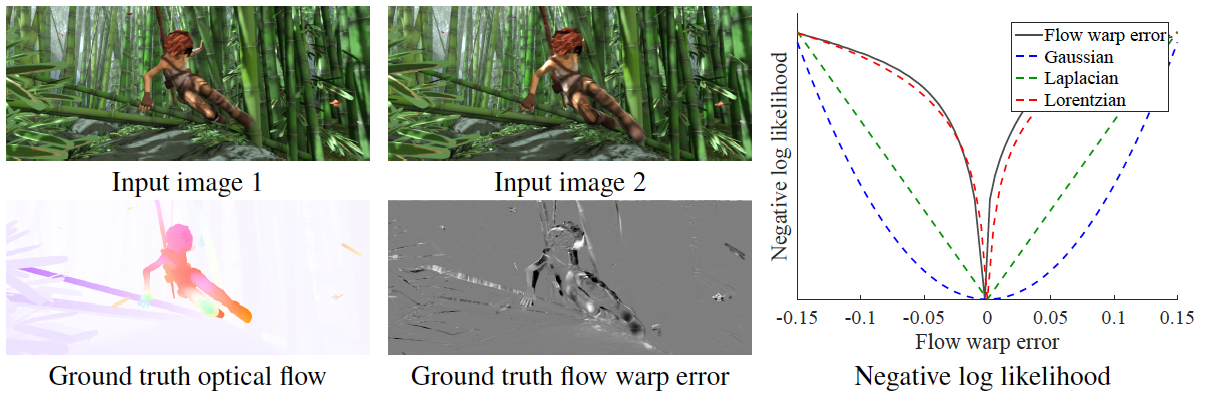 Input image 1
Input image 2
Ground truth optical flow
Ground truth flow warp error
Negative log likelihood
Flow warp error
Gaussian
Laplacian
Lorentzian
-0.15 -0.1 -0.05 0 0.05 0.1 0.15
Flow warp error
Negative log likelihood